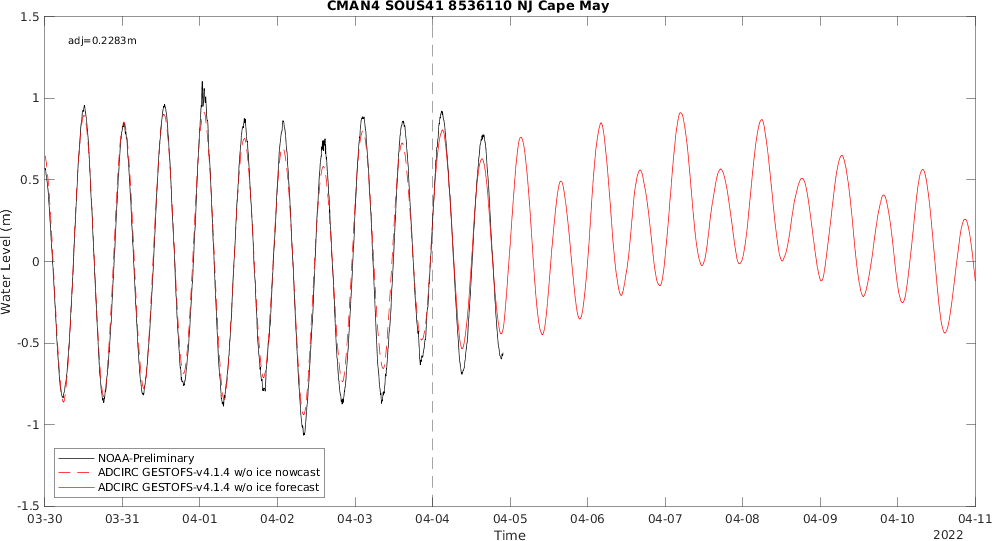 CMAN4 SOUS41 8536110 NJ Cape May
adj=0.2283m
1.5
1
0.5
0
-0.5
-1
-1.5
Water Level (m)
NOAA-Preliminary
ADCIRC GESTOFS-v4.1.4 w/o ice nowcast
ADCIRC GESTOFS-v4.1.4 w/o ice forecast
03-30 03-31 04-01 04-02 04-03 04-04 04-05 04-06 04-07 04-08 04-09 04-10 04-11
Time
2022